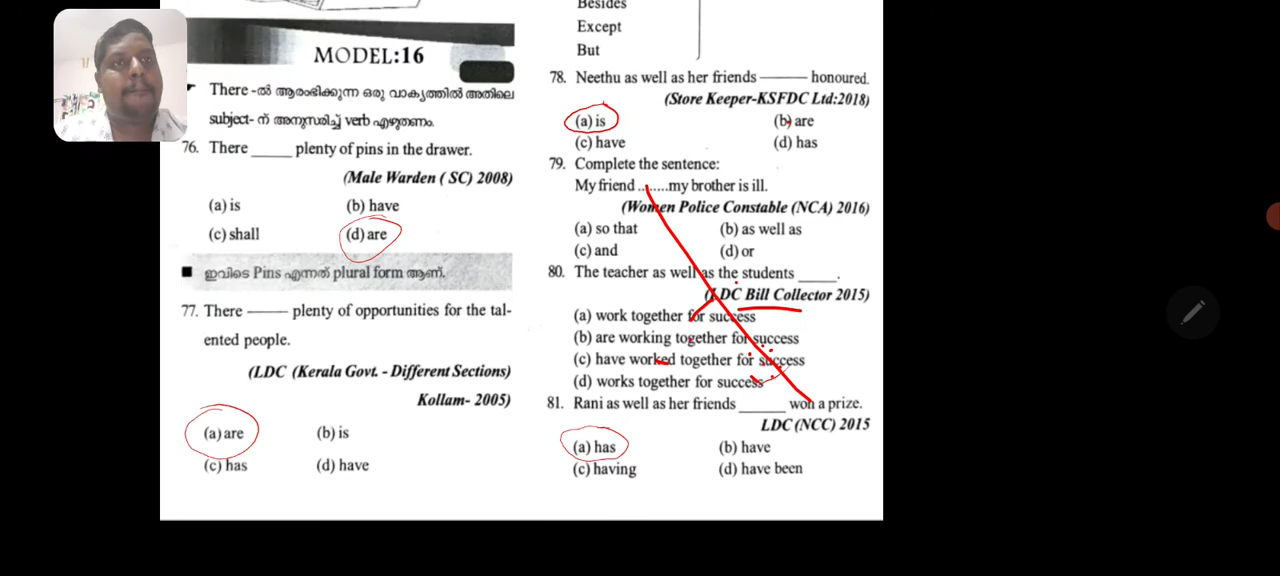 MODEL:16
There -ൽ ആരംഭിക്കുന്ന ഒരു വാക്യത്തിൽ അതിലെ
subject- ന് അനുസരിച്ച് verb എഴുതണം.
76. There _____ plenty of pins in the drawer.
(Male Warden ( SC) 2008)
(a) is (b) have
(c) shall (d) are
■ ഇവിടെ Pins എന്നത് plural form ആണ്.
77. There ——— plenty of opportunities for the tal-
ented people.
(LDC (Kerala Govt. - Different Sections)
Kollam- 2005)
(a) are (b) is
(c) has (d) have
Besides
Except
But
78. Neethu as well as her friends ——— honoured.
(Store Keeper-KSFDC Ltd:2018)
(a) is (b) are
(c) have (d) has
79. Complete the sentence:
My friend ........my brother is ill.
(Women Police Constable (NCA) 2016)
(a) so that (b) as well as
(c) and (d) or
80. The teacher as well as the students _____.
(LDC Bill Collector 2015)
(a) work together for success
(b) are working together for success
(c) have worked together for success
(d) works together for success
81. Rani as well as her friends ______ won a prize.
LDC (NCC) 2015
(a) has (b) have
(c) having (d) have been